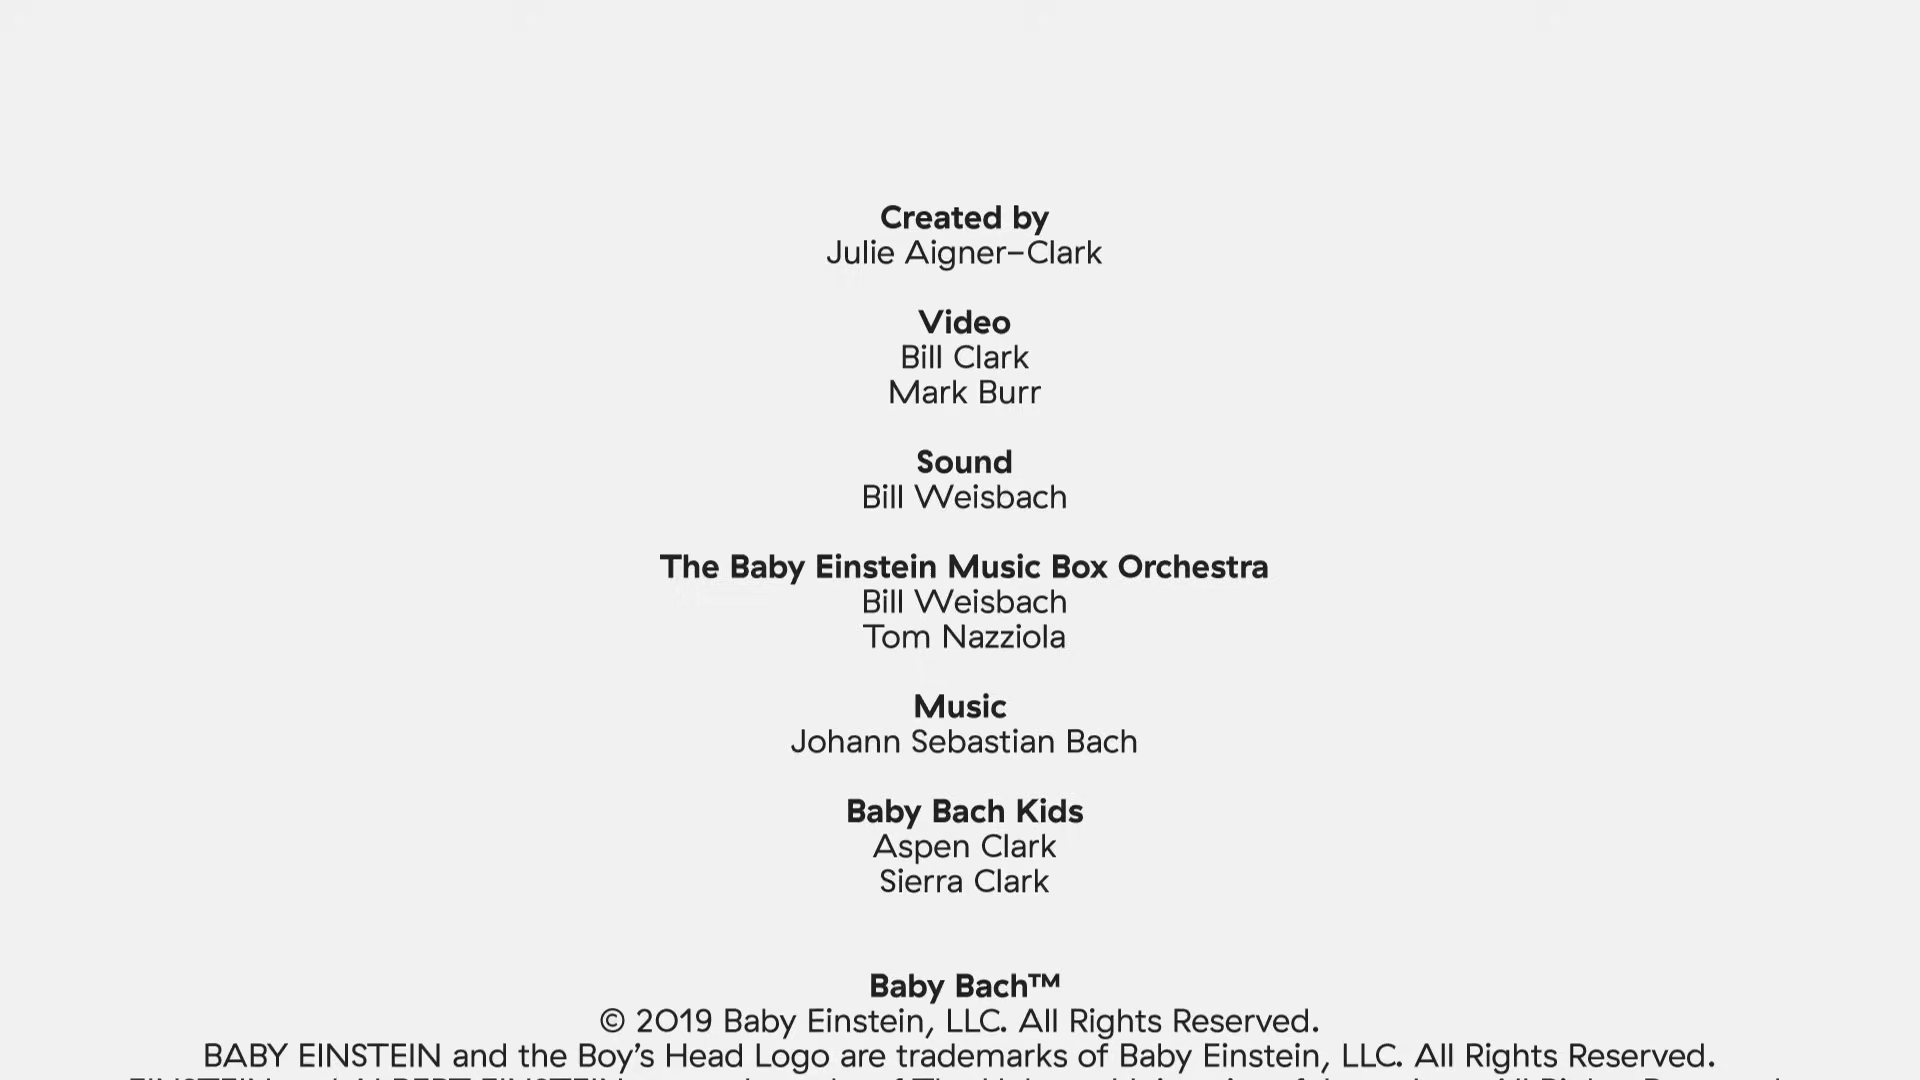 Created by
Julie Aigner–Clark
Video
Bill Clark
Mark Burr
Sound
Bill Weisbach
The Baby Einstein Music Box Orchestra
Bill Weisbach
Tom Nazziola
Music
Johann Sebastian Bach
Baby Bach Kids
Aspen Clark
Sierra Clark
Baby Bach™
© 2019 Baby Einstein, LLC. All Rights Reserved.
BABY EINSTEIN and the Boy’s Head Logo are trademarks of Baby Einstein, LLC. All Rights Reserved.